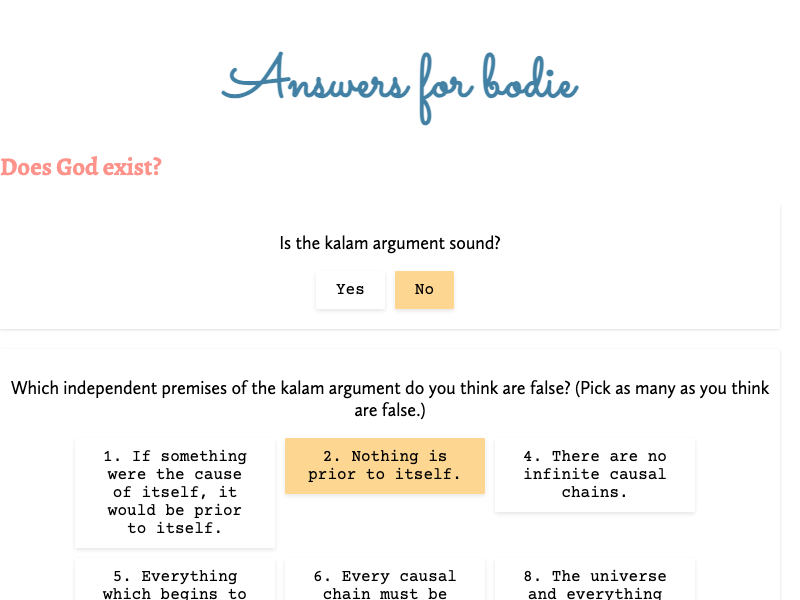 Answers for bodie
Does God exist?
Is the kalam argument sound?
Yes
No
Which independent premises of the kalam argument do you think are false? (Pick as many as you think
are false.)
1. If something
were the cause
of itself, it
would be prior
to itself.
2. Nothing is
prior to itself.
4. There are no
infinite causal
chains.
5. Everything
which begins to
6. Every causal
chain must be
8. The universe
and everything